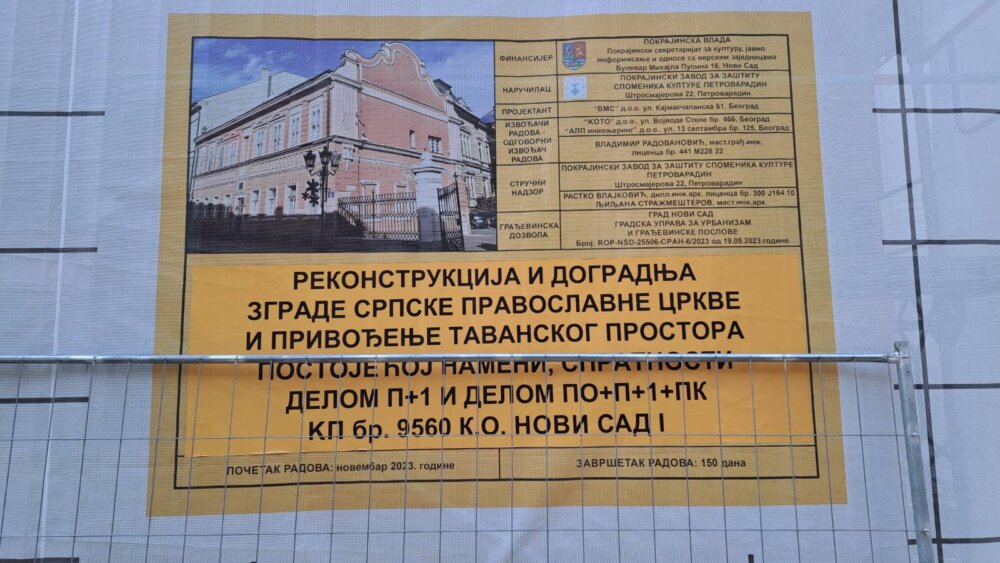 ФИНАНСИЈЕР
ПОКРАЈИНСКА ВЛАДА
Покрајински секретаријат за културу, јавно
информисање и односе са верским заједницама
Булевар Михајла Пупина 16, Нови Сад
НАРУЧИЛАЦ
ПОКРАЈИНСКИ ЗАВОД ЗА ЗАШТИТУ
СПОМЕНИКА КУЛТУРЕ ПЕТРОВАРАДИН
Штросмајерова 22, Петроварадин
ПРОЈЕКТАНТ
"ВМС" д.о.о. ул. Кајмакчаланска 61, Београд
ИЗВОЂАЧИ
РАДОВА -
ОДГОВОРНИ
ИЗВОЂАЧ
РАДОВА
"КОТО" д.о.о., ул. Војводе Степе бр. 466, Београд
"АЛП инжењеринг" д.о.о., ул. 13 септамбра бр. 125, Београд
ВЛАДИМИР РАДОВАНОВИЋ, маст.грађ.инж.
лиценца бр. 441 М228 22
СТРУЧНИ
НАДЗОР
ПОКРАЈИНСКИ ЗАВОД ЗА ЗАШТИТУ СПОМЕНИКА КУЛТУРЕ
ПЕТРОВАРАДИН
Штросмајерова 22, Петроварадин
РАСТКО ВЛАЈКОВИЋ, дипл.инж.арх. лиценца бр. 300 Ј164 10
ЉИЉАНА СТРАЖМЕШТЕРОВ, маст.инж.арх.
ГРАЂЕВИНСКА
ДОЗВОЛА
ГРАД НОВИ САД
ГРАДСКА УПРАВА ЗА УРБАНИЗАМ
И ГРАЂЕВИНСКЕ ПОСЛОВЕ
Број: ROP-NSD-25506-CPAH-6/2023 од 19.09.2023.године
РЕКОНСТРУКЦИЈА И ДОГРАДЊА
ЗГРАДЕ СРПСКЕ ПРАВОСЛАВНЕ ЦРКВЕ
И ПРИВОЂЕЊЕ ТАВАНСКОГ ПРОСТОРА
ПОСТОЈЕЋОЈ НАМЕНИ, СПРАТНОСТИ
ДЕЛОМ П+1 И ДЕЛОМ ПО+П+1+ПК
КП бр. 9560 К.О. НОВИ САД I
ПОЧЕТАК РАДОВА: новембар 2023. године
ЗАВРШЕТАК РАДОВА: 150 дана